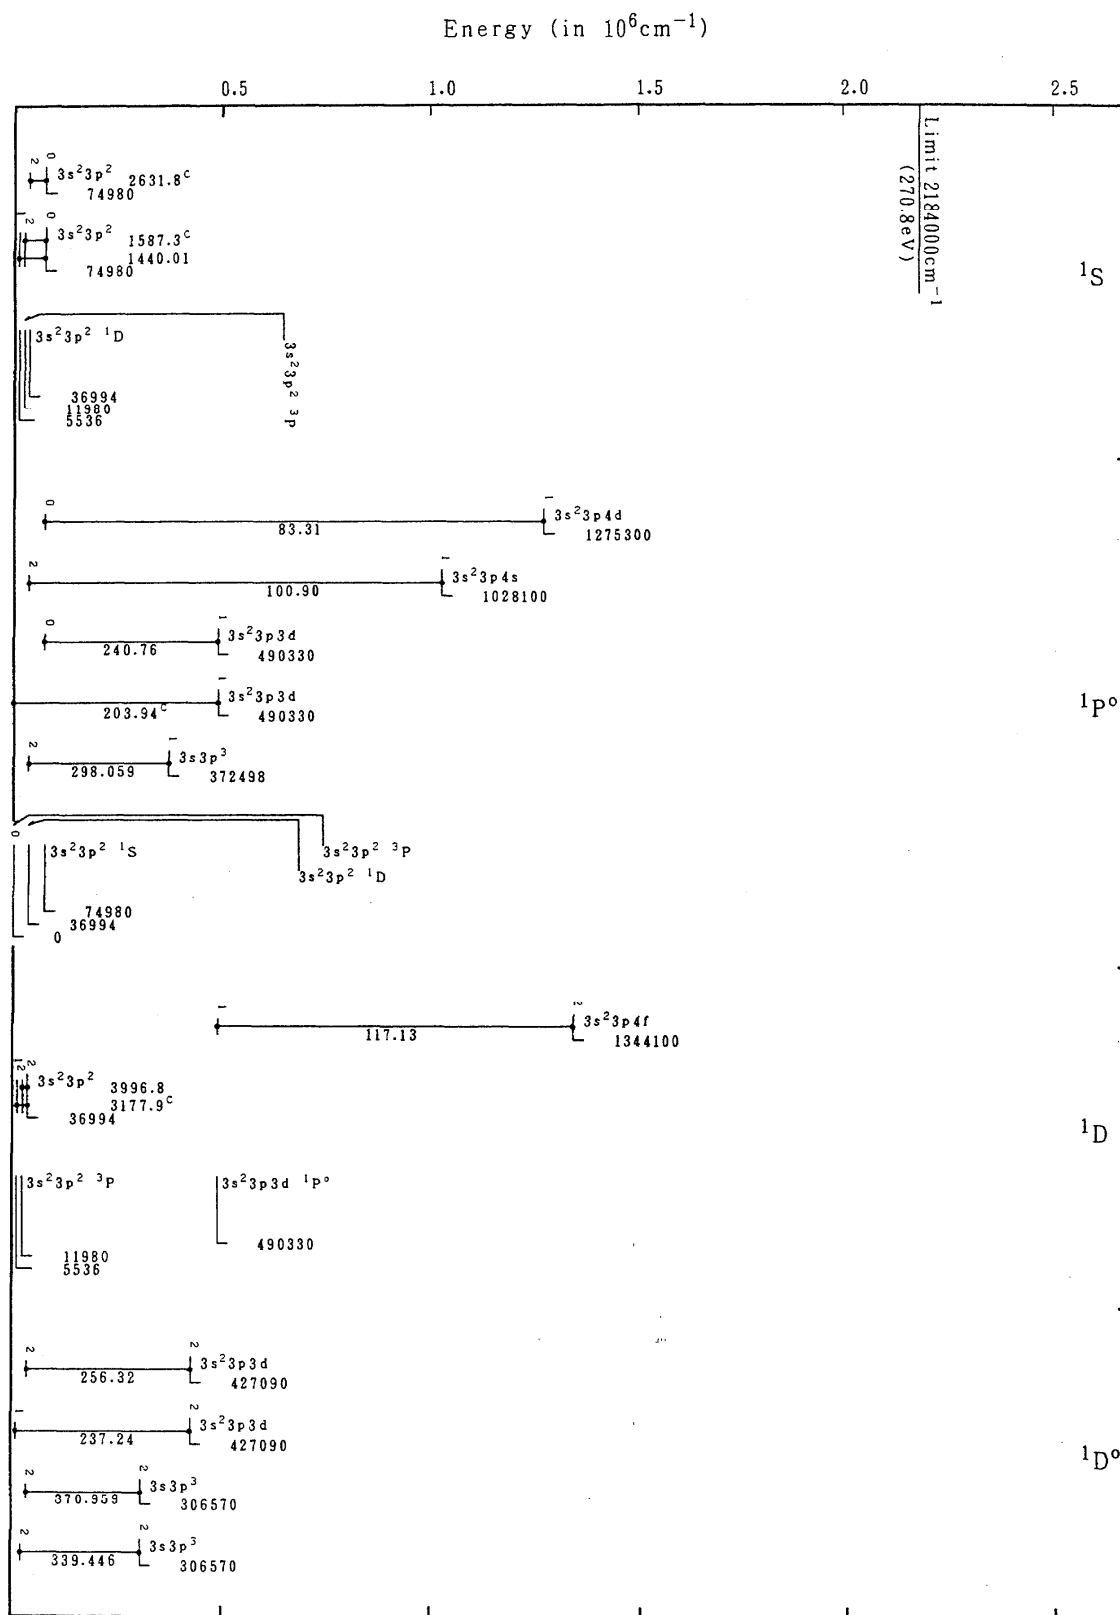 Energy (in 10⁶cm⁻¹)
0.5 1.0 1.5 2.0 2.5
Limit 2184000cm⁻¹
(270.8eV)
2 0 3s²3p² 2631.8ᶜ
74980
1 2 0 3s²3p² 1587.3ᶜ
1440.01
74980
¹S
3s²3p² ¹D
3s²3p² ³P
36994
11980
5536
0 1 3s²3p4d
83.31
1275300
2 1 3s²3p4s
100.90
1028100
0 1 3s²3p3d
240.76
490330
1 3s²3p3d
203.94ᶜ
490330
¹P°
2 1 3s3p³
298.059
372498
0
3s²3p² ¹S
3s²3p² ³P
3s²3p² ¹D
74980
36994
0
1 2 3s²3p4f
117.13
1344100
1 2 2 3s²3p² 3996.8
3177.9ᶜ
36994
¹D
3s²3p² ³P
3s²3p3d ¹P°
490330
11980
5536
2 2 3s²3p3d
256.32
427090
1 2 3s²3p3d
237.24
427090
¹D°
2 2 3s3p³
370.959
306570
2 2 3s3p³
339.446
306570